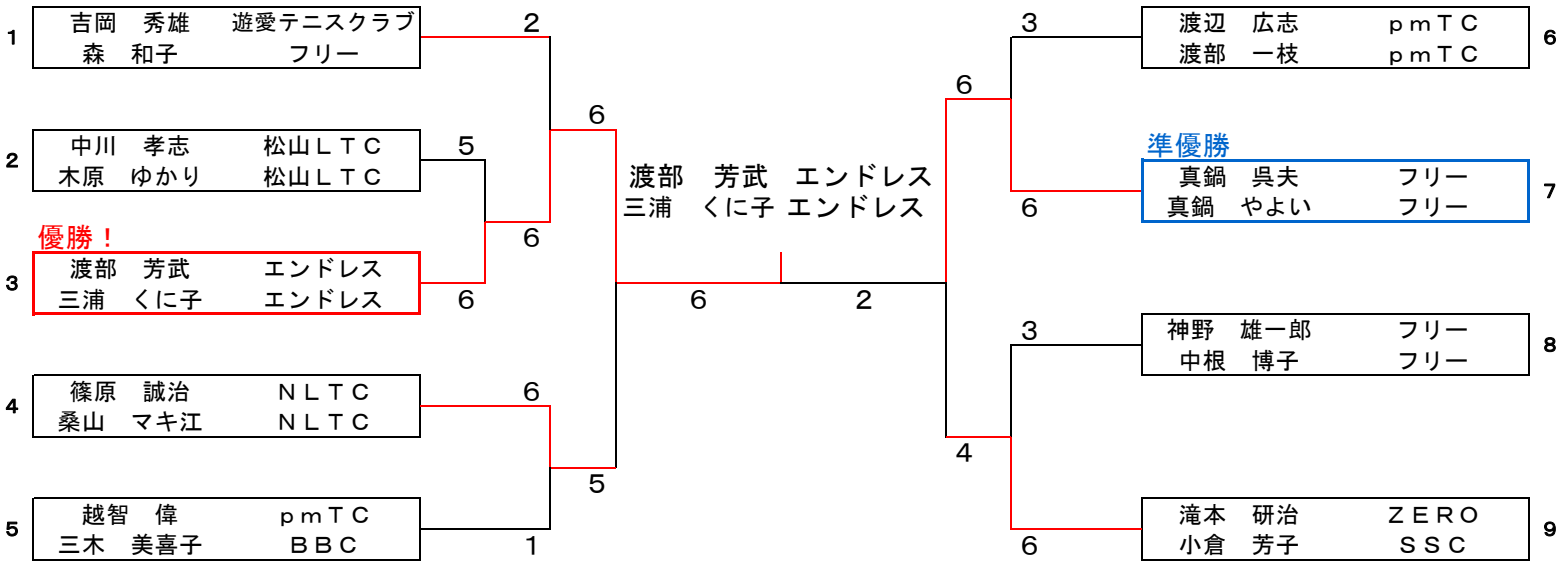 1 吉岡　秀雄　遊愛テニスクラブ
森　和子　フリー
2
2 中川　孝志　松山ＬＴＣ
木原　ゆかり　松山ＬＴＣ
5
優勝！
3 渡部　芳武　エンドレス
三浦　くに子　エンドレス
6
6
6
4 篠原　誠治　ＮＬＴＣ
桑山　マキ江　ＮＬＴＣ
6
5 越智　偉　ｐｍＴＣ
三木　美喜子　ＢＢＣ
1
5
渡部　芳武　エンドレス
三浦　くに子 エンドレス
6
2
3
渡辺　広志　ｐｍＴＣ 6
渡部　一枝　ｐｍＴＣ
6
準優勝
真鍋　呉夫　フリー 7
真鍋　やよい　フリー
6
3
神野　雄一郎　フリー 8
中根　博子　フリー
4
滝本　研治　ＺＥＲＯ 9
小倉　芳子　ＳＳＣ
6